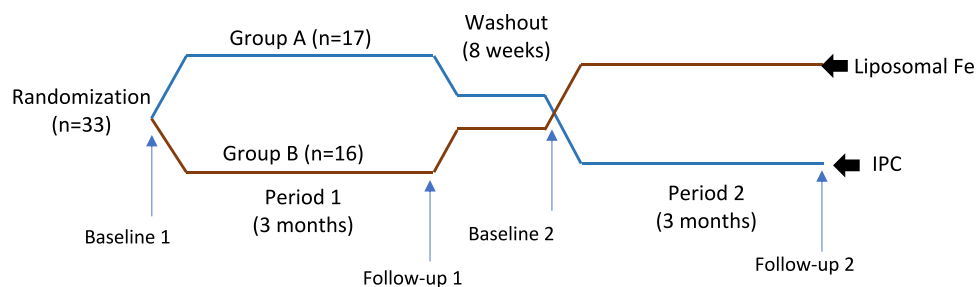 Randomization
(n=33)
Baseline 1
Group A (n=17)
Group B (n=16)
Period 1
(3 months)
Follow-up 1
Washout
(8 weeks)
Baseline 2
Period 2
(3 months)
Follow-up 2
Liposomal Fe
IPC